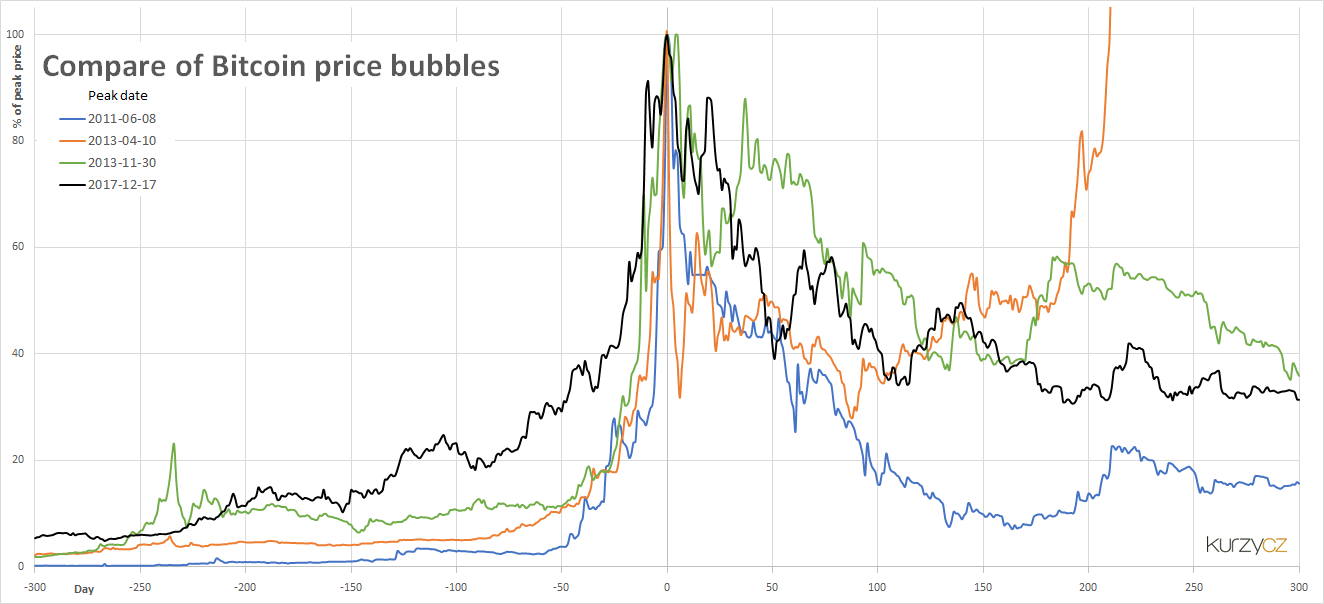 100
% of peak price
Compare of Bitcoin price bubbles
Peak date
2011-06-08
2013-04-10
2013-11-30
2017-12-17
80
60
40
20
0
kurzycz
-300 -250 -200 -150 -100 -50 0 50 100 150 200 250 300
Day